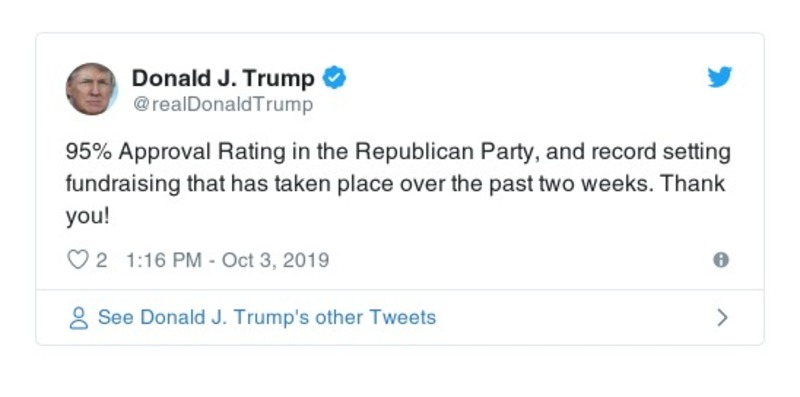 Donald J. Trump
@realDonaldTrump
95% Approval Rating in the Republican Party, and record setting
fundraising that has taken place over the past two weeks. Thank
you!
2 1:16 PM - Oct 3, 2019
See Donald J. Trump's other Tweets